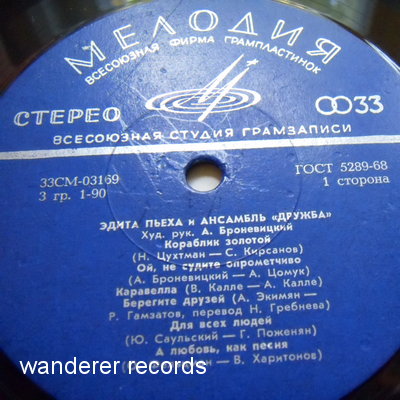 МЕЛОДИЯ
ВСЕСОЮЗНАЯ ФИРМА ГРАМПЛАСТИНОК
СТЕРЕО
33
ВСЕСОЮЗНАЯ СТУДИЯ ГРАМЗАПИСИ
33СМ-03169
3 гр. 1-90
ГОСТ 5289-68
1 сторона
ЭДИТА ПЬЕХА и АНСАМБЛЬ «ДРУЖБА»
Худ. рук. А. Броневицкий
Кораблик золотой
(Н. Цухтман — С. Кирсанов)
Ой, не судите опрометчиво
(А. Броневицкий — А. Цомук)
Каравелла (В. Калле — А. Калле)
Берегите друзей (А. Экимян —
Р. Гамзатов, перевод Н. Гребнева)
Для всех людей
(Ю. Саульский — Г. Поженян)
А любовь, как песня
— В. Харитонов)
wanderer records